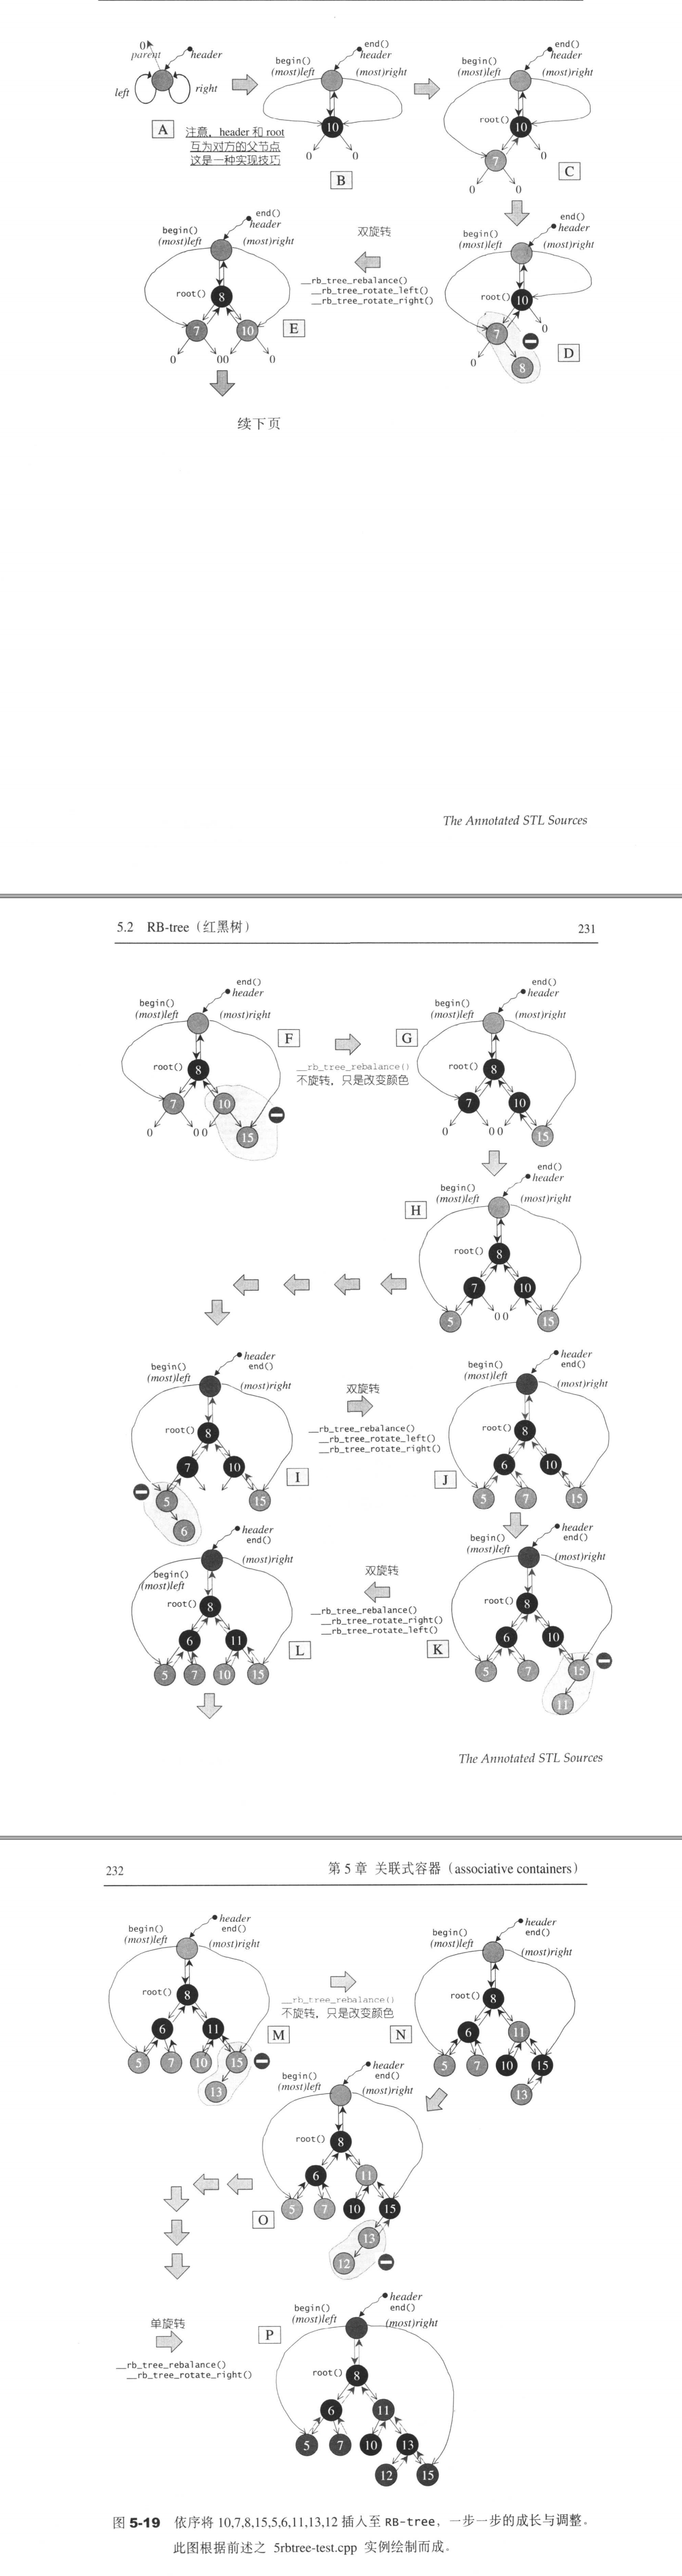 0
parent
header
left
right
A
注意，header 和 root
互为对方的父节点
这是一种实现技巧
end()
header
begin()
(most)left
(most)right
10
0
0
B
end()
header
begin()
(most)left
(most)right
root()
10
7
0
0
0
C
end()
header
begin()
(most)left
(most)right
root()
10
7
0
0
8
D
双旋转
__rb_tree_rebalance()
__rb_tree_rotate_left()
__rb_tree_rotate_right()
end()
header
begin()
(most)left
(most)right
root()
8
7
10
0
00
0
E
续下页
The Annotated STL Sources
5.2 RB-tree（红黑树）
231
end()
header
begin()
(most)left
(most)right
root()
8
7
10
0
0 0
15
F
__rb_tree_rebalance()
不旋转，只是改变颜色
end()
header
begin()
(most)left
(most)right
root()
8
7
10
0
0 0
15
G
end()
header
begin()
(most)left
(most)right
root()
8
7
10
5
0 0
15
H
header
end()
begin()
(most)left
(most)right
root()
8
7
10
5
15
6
I
双旋转
__rb_tree_rebalance()
__rb_tree_rotate_left()
__rb_tree_rotate_right()
header
end()
begin()
(most)left
(most)right
root()
8
6
10
5
7
15
J
header
end()
begin()
(most)left
(most)right
root()
8
6
10
5
7
15
11
K
双旋转
__rb_tree_rebalance()
__rb_tree_rotate_right()
__rb_tree_rotate_left()
header
end()
(most)right
begin()
(most)left
root()
8
6
11
5
7
10
15
L
The Annotated STL Sources
232
第 5 章 关联式容器（associative containers）
header
end()
begin()
(most)left
(most)right
root()
8
6
11
5
7
10
15
13
M
__rb_tree_rebalance()
不旋转，只是改变颜色
header
end()
begin()
(most)left
(most)right
root()
8
6
11
5
7
10
15
13
N
header
end()
begin()
(most)left
(most)right
root()
8
6
11
5
7
10
15
13
12
O
单旋转
__rb_tree_rebalance()
__rb_tree_rotate_right()
header
end()
begin()
(most)left
(most)right
root()
8
6
11
5
7
10
13
12
15
P
图 5-19 依序将 10,7,8,15,5,6,11,13,12 插入至 RB-tree，一步一步的成长与调整。
此图根据前述之 5rbtree-test.cpp 实例绘制而成。